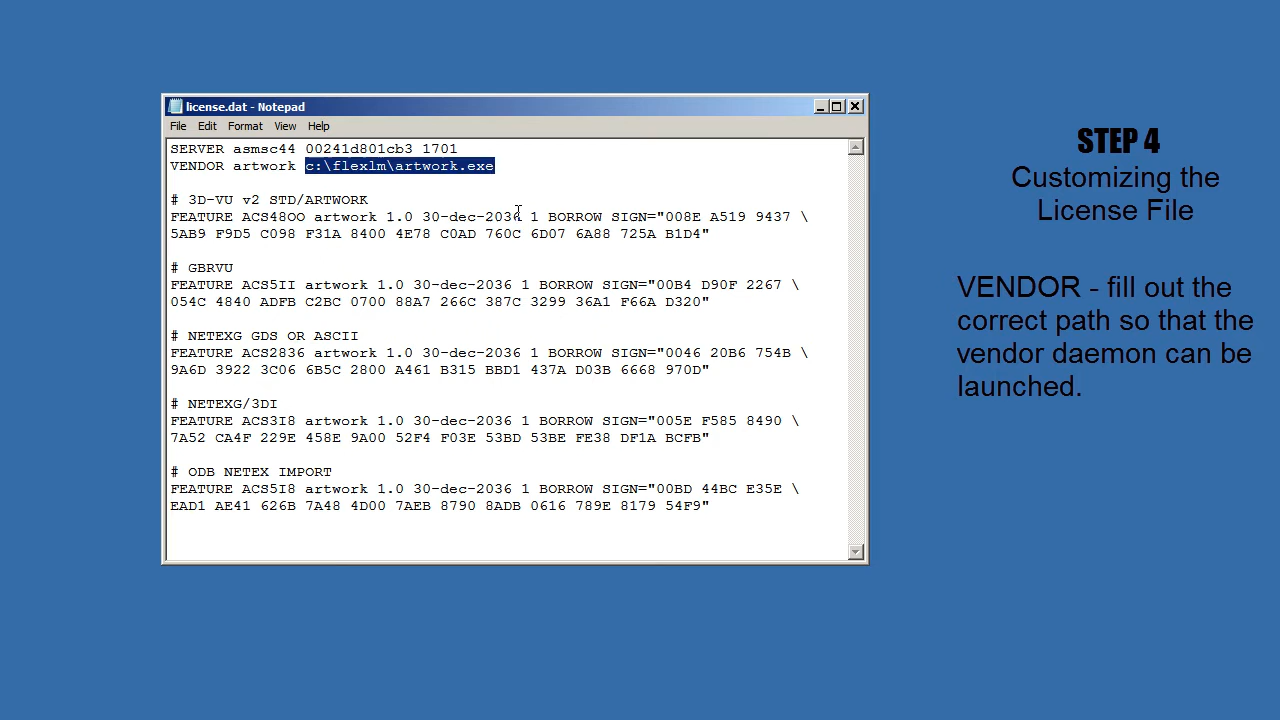 license.dat - Notepad
File Edit Format View Help
SERVER asmsc44 00241d801cb3 1701
VENDOR artwork c:\flexlm\artwork.exe
# 3D-VU v2 STD/ARTWORK
FEATURE ACS48OO artwork 1.0 30-dec-2036 1 BORROW SIGN="008E A519 9437 \
5AB9 F9D5 C098 F31A 8400 4E78 C0AD 760C 6D07 6A88 725A B1D4"
# GBRVU
FEATURE ACS5II artwork 1.0 30-dec-2036 1 BORROW SIGN="00B4 D90F 2267 \
054C 4840 ADFB C2BC 0700 88A7 266C 387C 3299 36A1 F66A D320"
# NETEXG GDS OR ASCII
FEATURE ACS2836 artwork 1.0 30-dec-2036 1 BORROW SIGN="0046 20B6 754B \
9A6D 3922 3C06 6B5C 2800 A461 B315 BBD1 437A D03B 6668 970D"
# NETEXG/3DI
FEATURE ACS3I8 artwork 1.0 30-dec-2036 1 BORROW SIGN="005E F585 8490 \
7A52 CA4F 229E 458E 9A00 52F4 F03E 53BD 53BE FE38 DF1A BCFB"
# ODB NETEX IMPORT
FEATURE ACS5I8 artwork 1.0 30-dec-2036 1 BORROW SIGN="00BD 44BC E35E \
EAD1 AE41 626B 7A48 4D00 7AEB 8790 8ADB 0616 789E 8179 54F9"
STEP 4
Customizing the
License File
VENDOR - fill out the
correct path so that the
vendor daemon can be
launched.